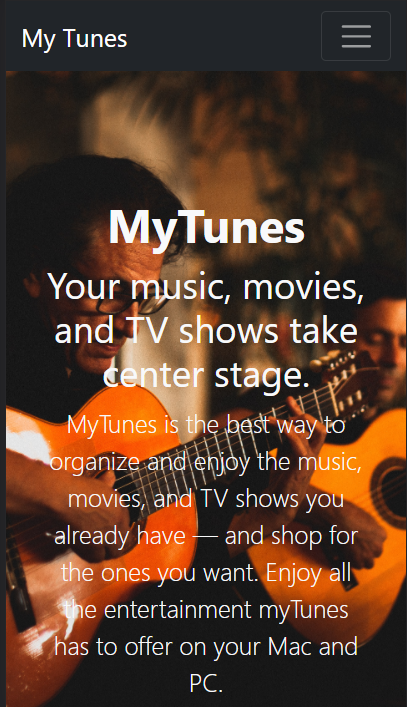 My Tunes
MyTunes
Your music, movies,
and TV shows take
center stage.
MyTunes is the best way to
organize and enjoy the music,
movies, and TV shows you
already have — and shop for
the ones you want. Enjoy all
the entertainment myTunes
has to offer on your Mac and
PC.